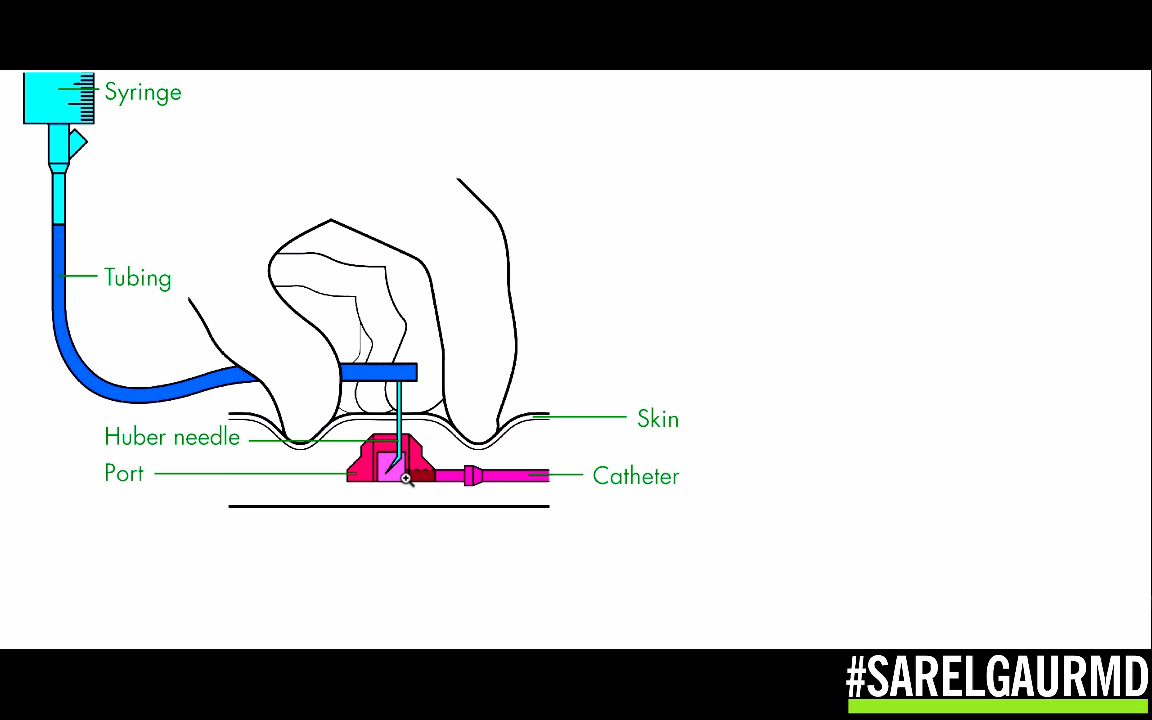 Syringe
Tubing
Skin
Huber needle
Port
Catheter
#SARELGAURMD